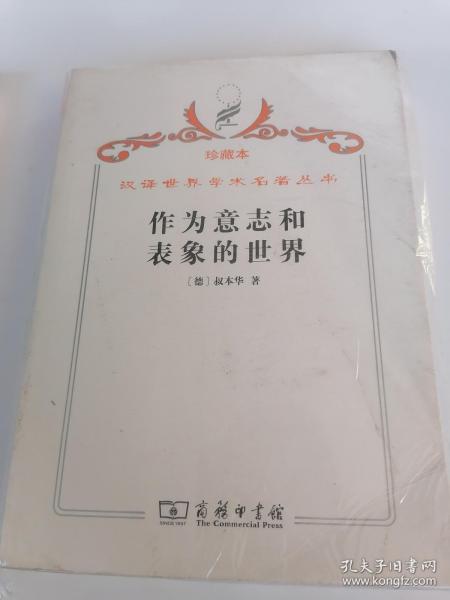 珍藏本
汉译世界学术名著丛书
作为意志和
表象的世界
〔德〕叔本华 著
商务印书馆
SINCE 1897
The Commercial Press
孔夫子旧书网
www.kongfz.com